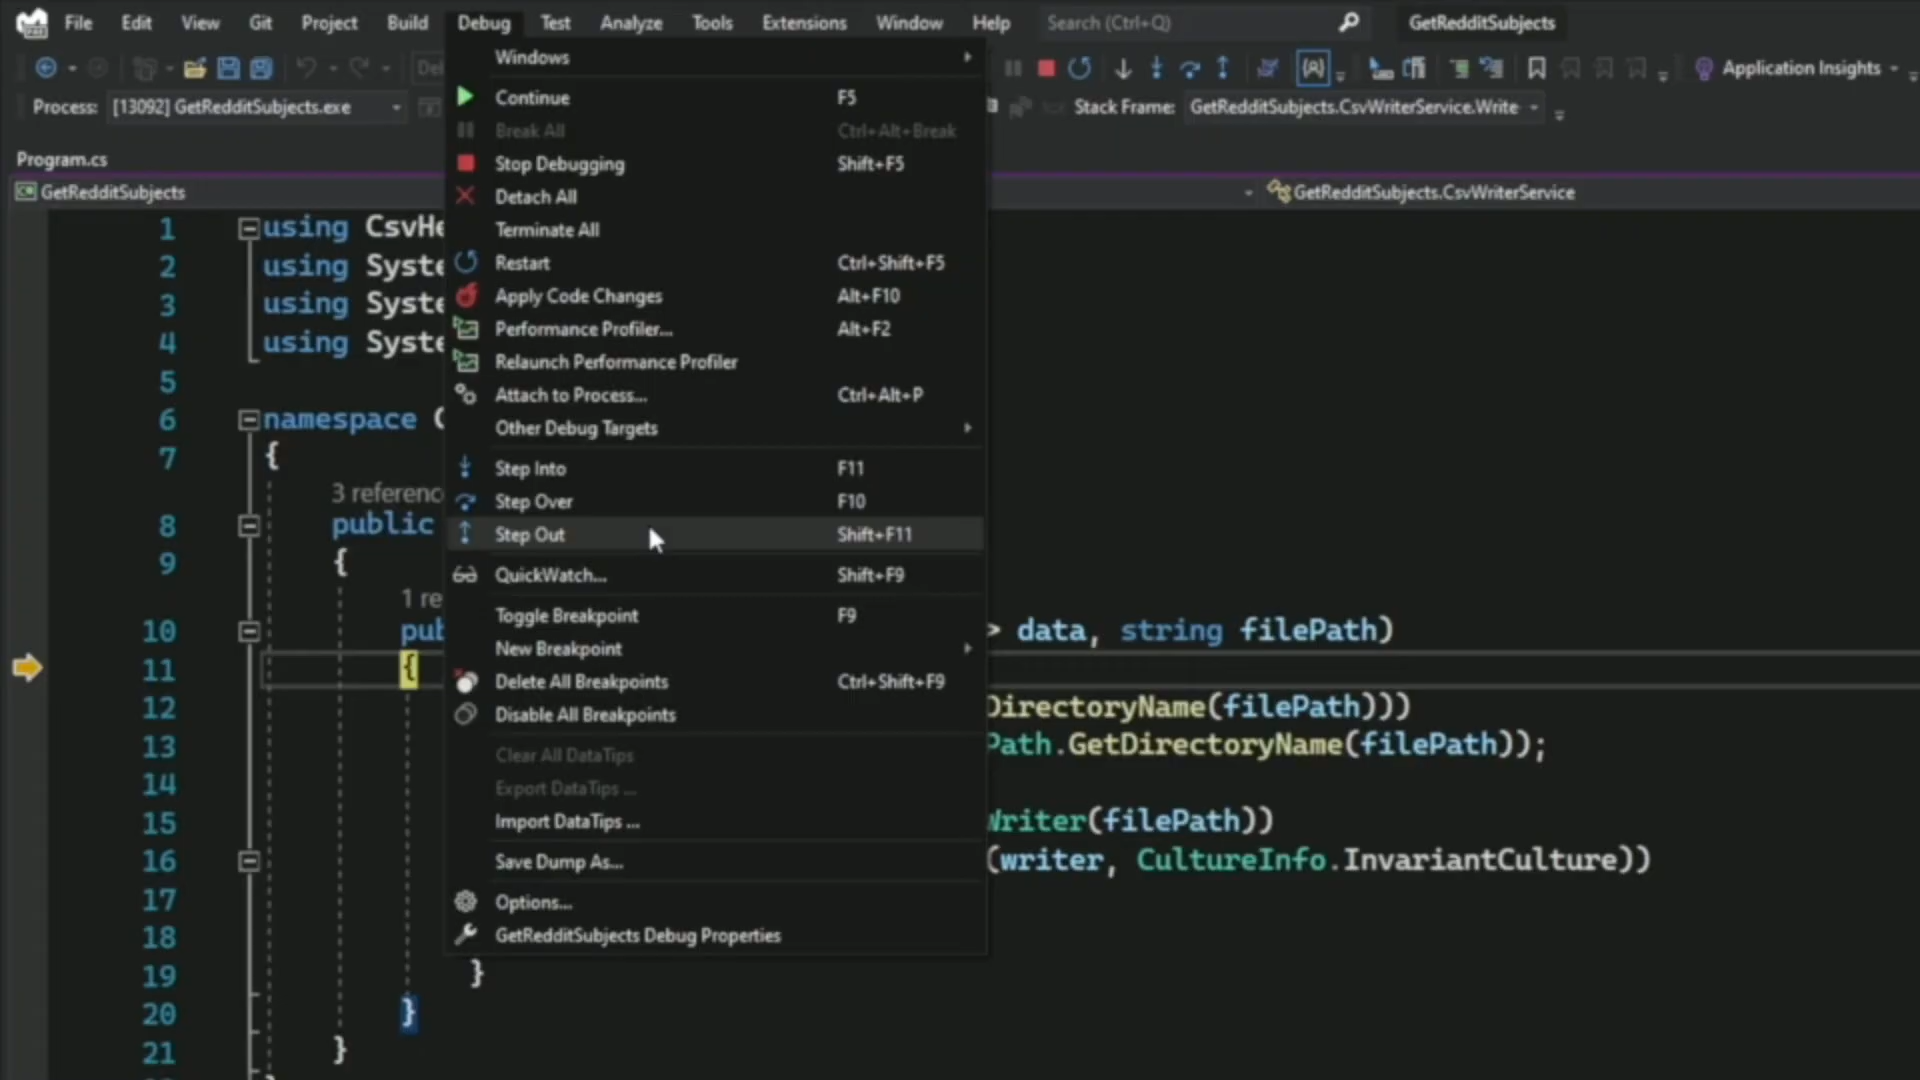 File Edit View Git Project Build Debug Test Analyze Tools Extensions Window Help Search (Ctrl+Q) GetRedditSubjects
Application Insights
Process: [13092] GetRedditSubjects.exe Stack Frame: GetRedditSubjects.CsvWriterService.Write
Program.cs
GetRedditSubjects GetRedditSubjects.CsvWriterService
Windows
Continue F5
Break All Ctrl+Alt+Break
Stop Debugging Shift+F5
Detach All
Terminate All
Restart Ctrl+Shift+F5
Apply Code Changes Alt+F10
Performance Profiler... Alt+F2
Relaunch Performance Profiler
Attach to Process... Ctrl+Alt+P
Other Debug Targets
Step Into F11
Step Over F10
Step Out Shift+F11
QuickWatch... Shift+F9
Toggle Breakpoint F9
New Breakpoint
Delete All Breakpoints Ctrl+Shift+F9
Disable All Breakpoints
Clear All DataTips
Export DataTips ...
Import DataTips ...
Save Dump As...
Options...
GetRedditSubjects Debug Properties
1 using CsvHe
2 using Syste
3 using Syste
4 using Syste
5
6 namespace
7 {
3 referenc
8 public
9 {
1 re
10 pub > data, string filePath)
11 {
12 DirectoryName(filePath)))
13 Path.GetDirectoryName(filePath));
14
15 Writer(filePath))
16 (writer, CultureInfo.InvariantCulture))
17
18
19 }
20 }
21 }